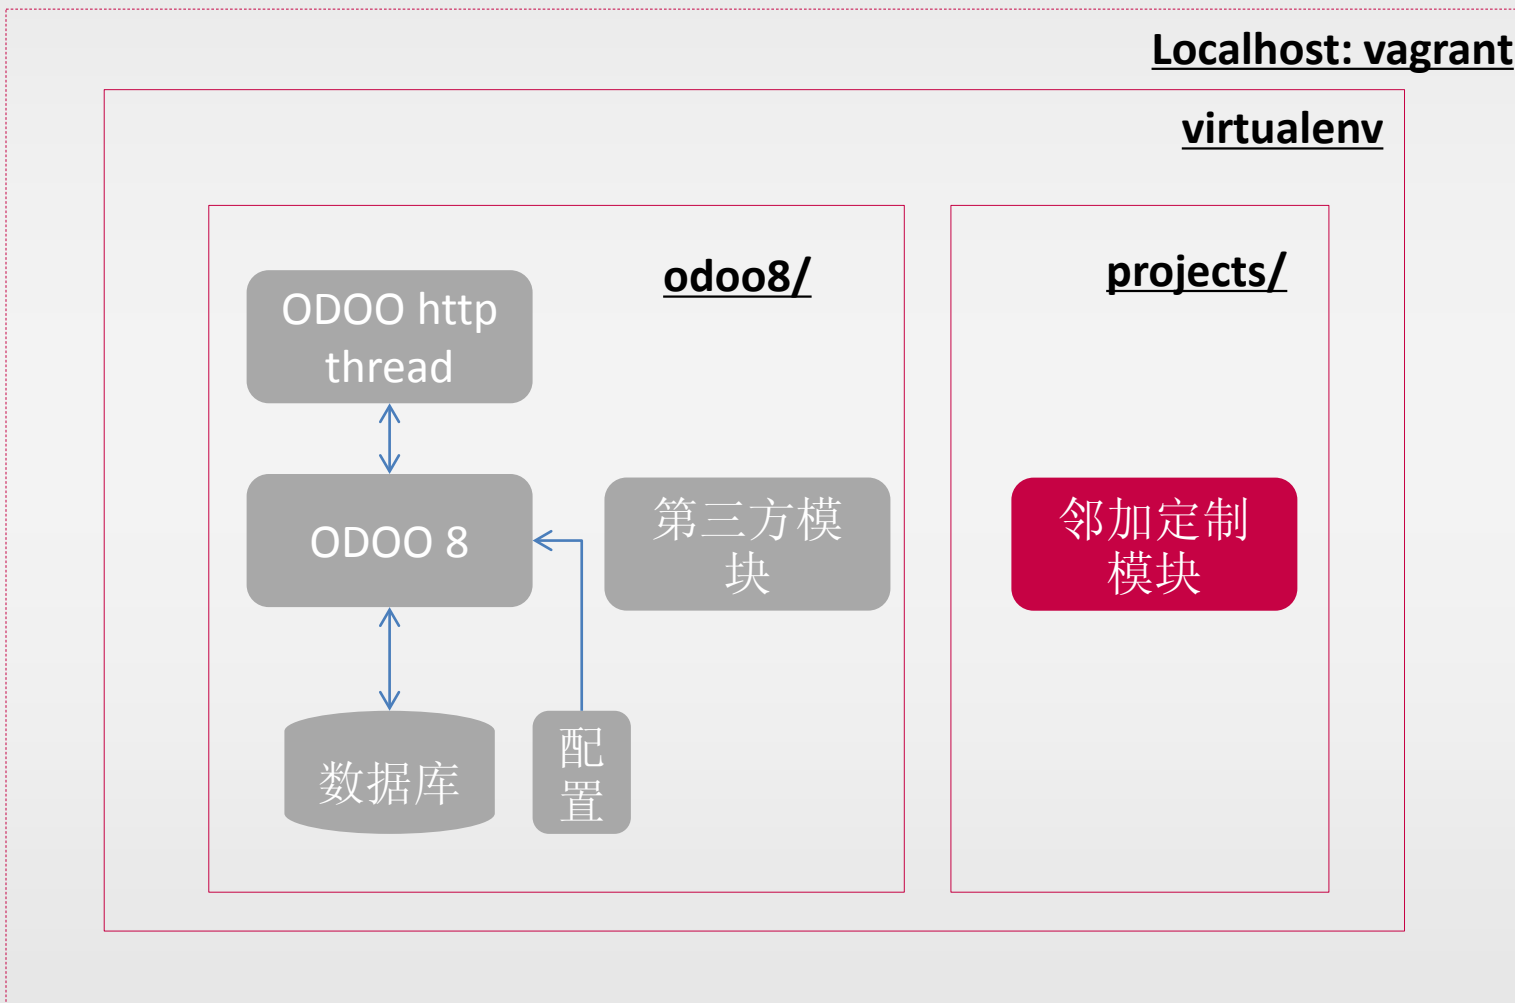 Localhost: vagrant
virtualenv
odoo8/
projects/
ODOO http
thread
ODOO 8
第三方模
块
邻加定制
模块
数据库
配
置